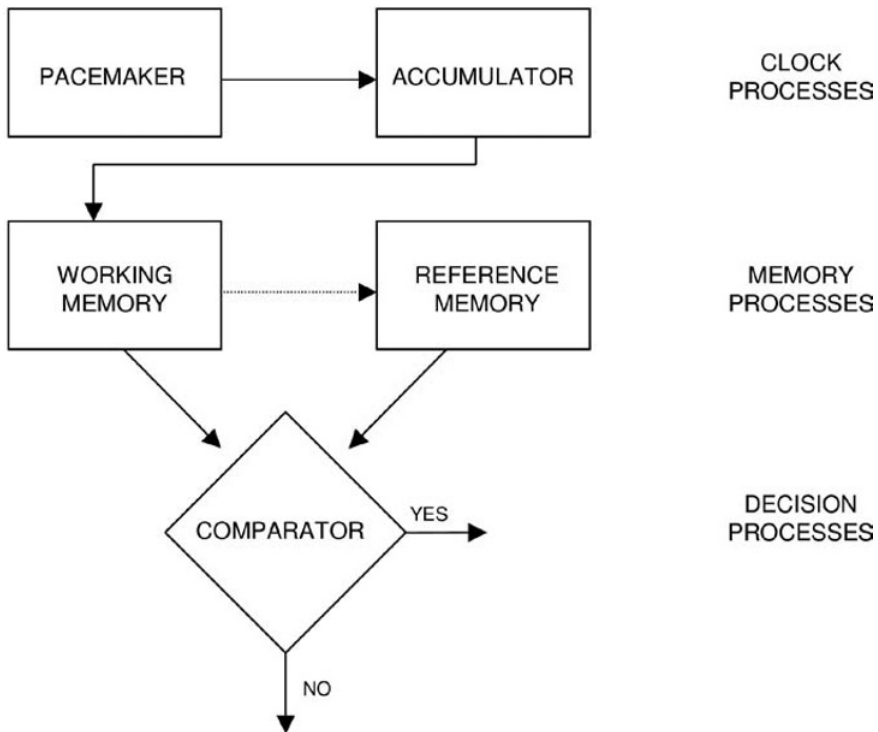 PACEMAKER
ACCUMULATOR
CLOCK
PROCESSES
WORKING
MEMORY
REFERENCE
MEMORY
MEMORY
PROCESSES
COMPARATOR
YES
DECISION
PROCESSES
NO